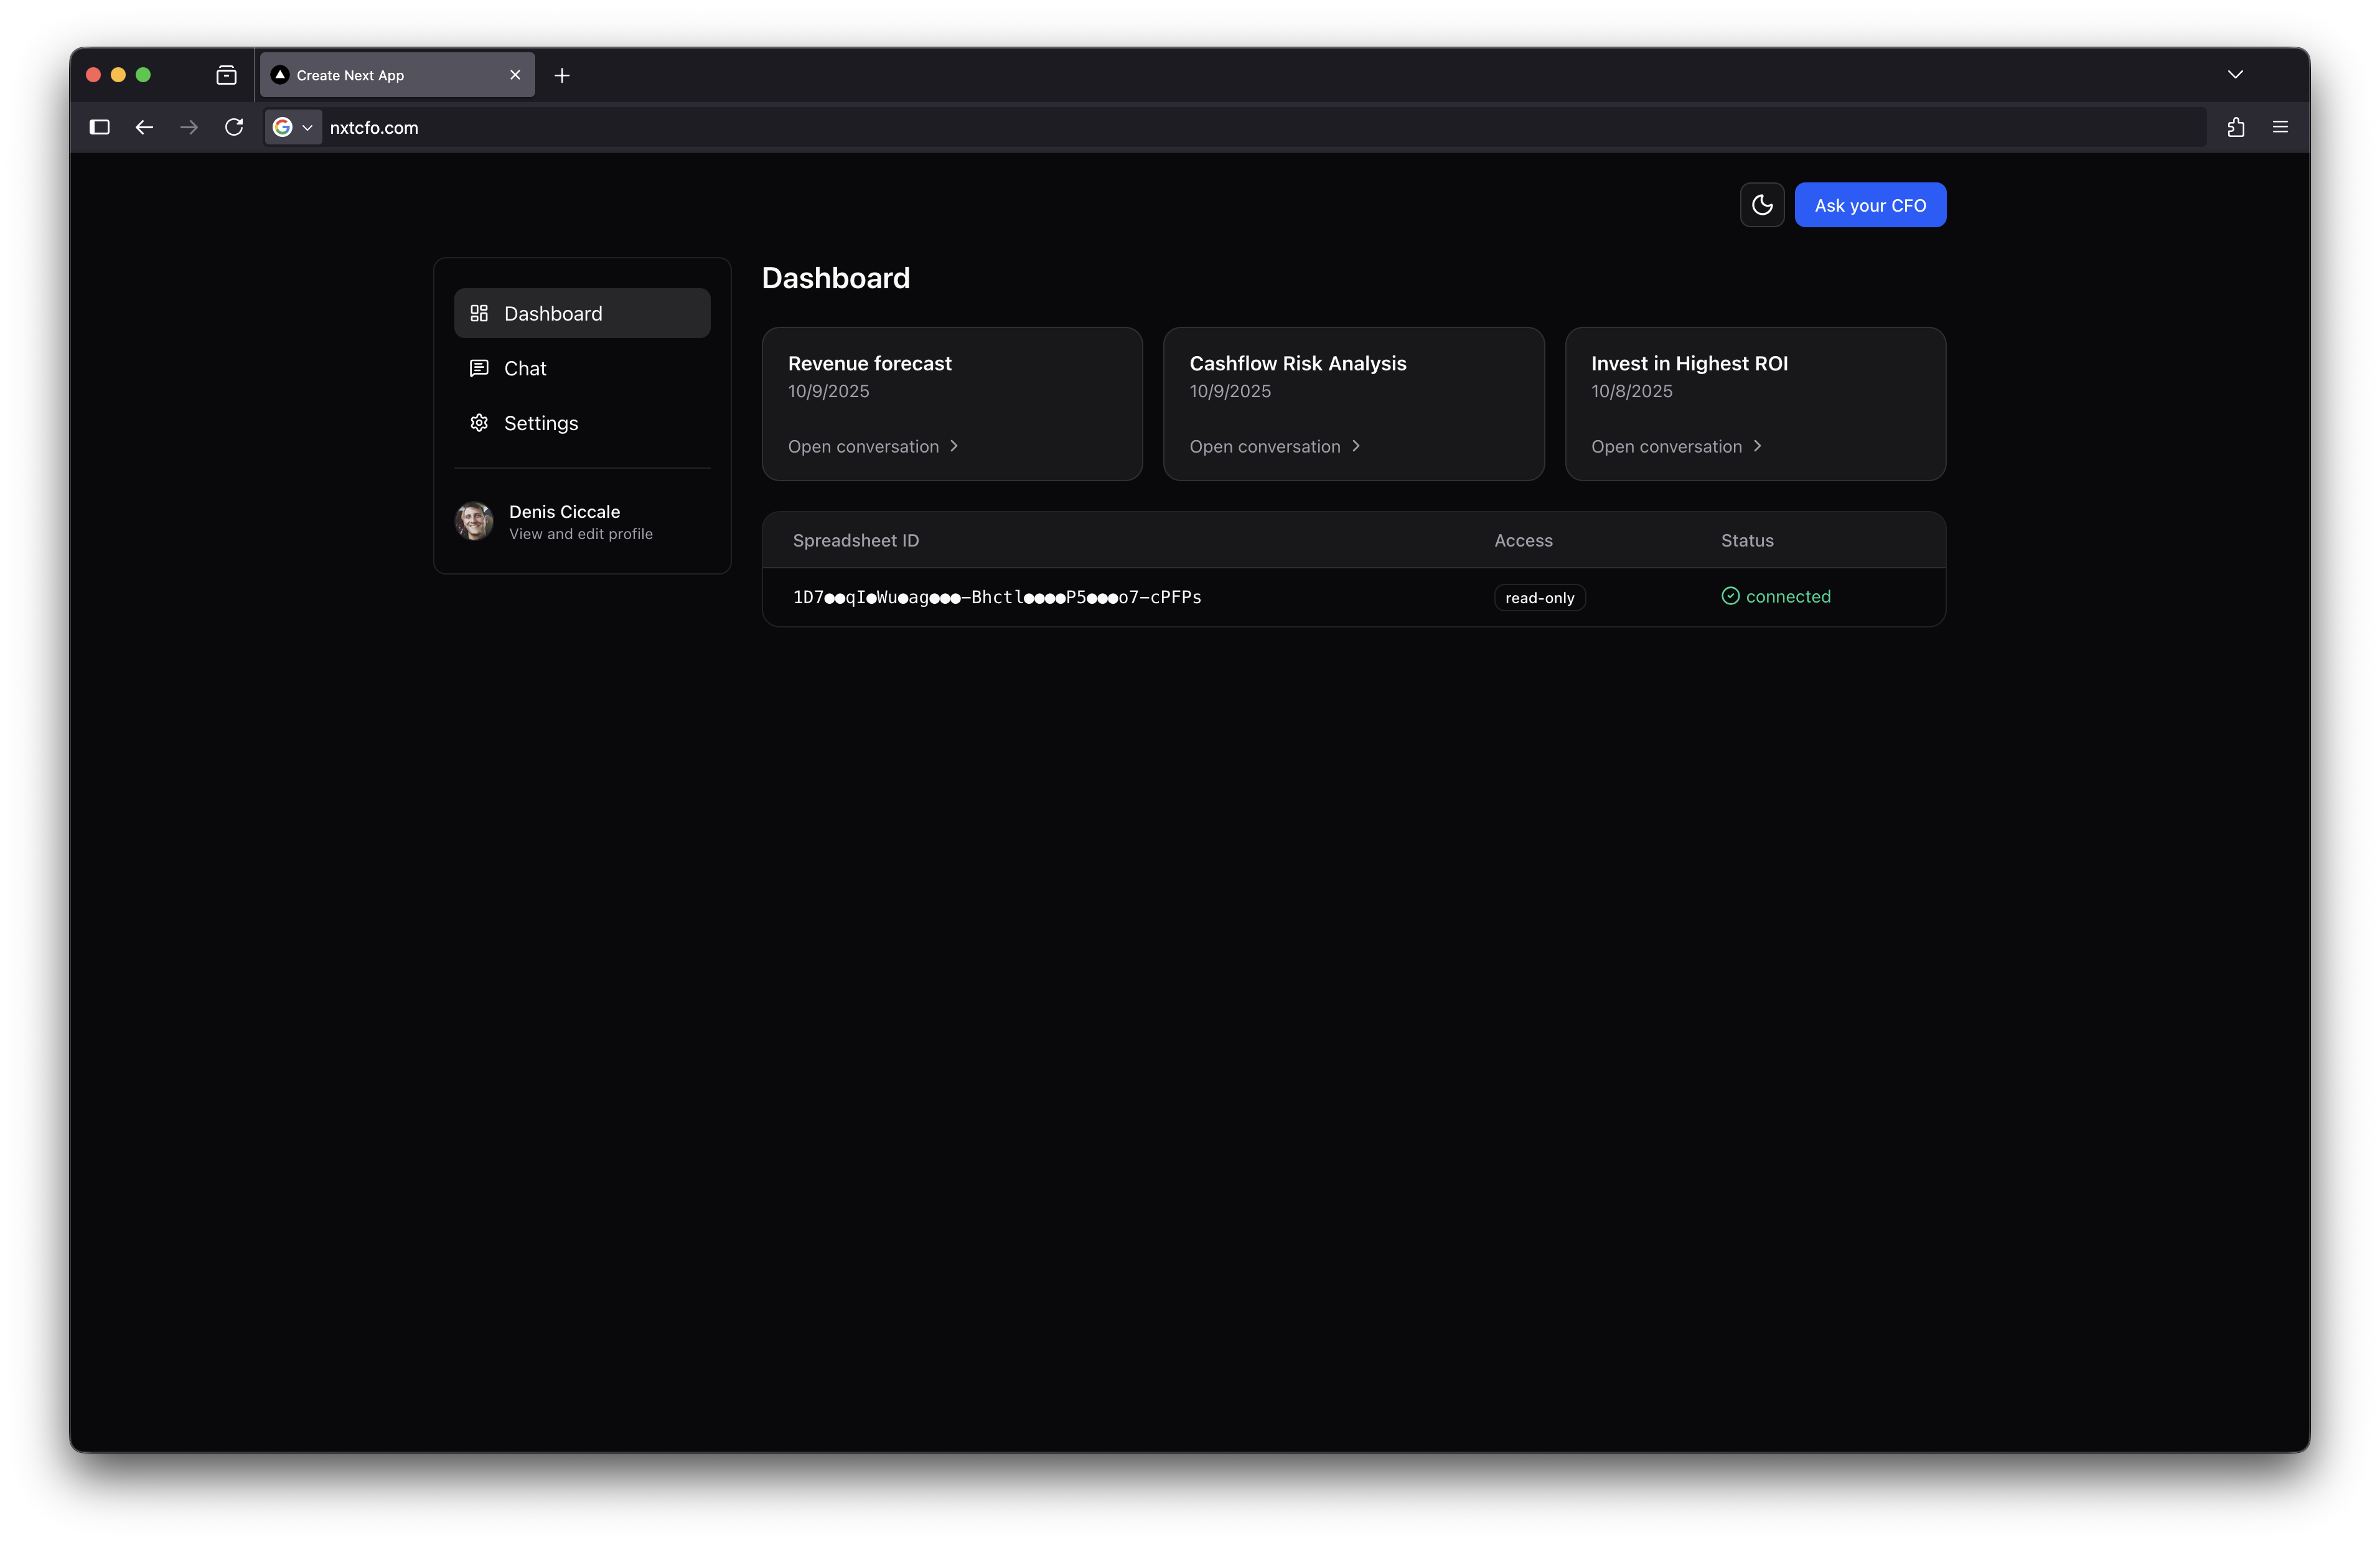 Create Next App
nxtcfo.com
Ask your CFO
Dashboard
Chat
Settings
Denis Ciccale
View and edit profile
Dashboard
Revenue forecast
10/9/2025
Open conversation
Cashflow Risk Analysis
10/9/2025
Open conversation
Invest in Highest ROI
10/8/2025
Open conversation
Spreadsheet ID Access Status
1D7●●qI●Wu●ag●●●-Bhctl●●●●P5●●●o7-cPFPs read-only connected